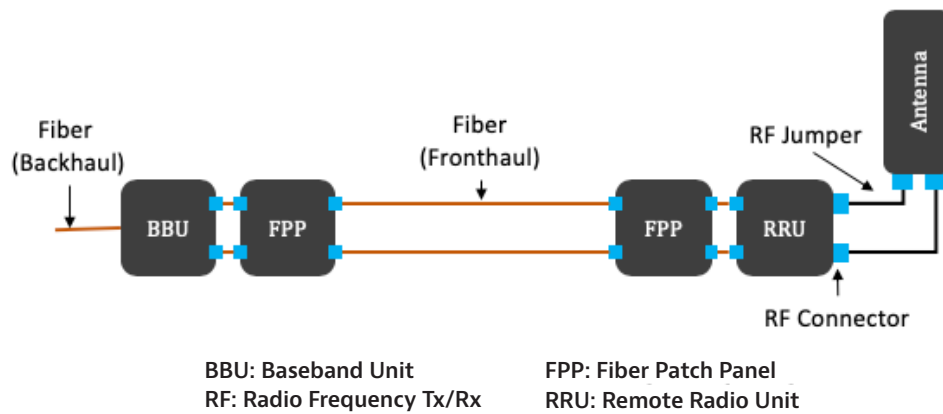 Antenna
Fiber
(Backhaul)
Fiber
(Fronthaul)
RF Jumper
BBU
FPP
FPP
RRU
RF Connector
BBU: Baseband Unit
FPP: Fiber Patch Panel
RF: Radio Frequency Tx/Rx
RRU: Remote Radio Unit